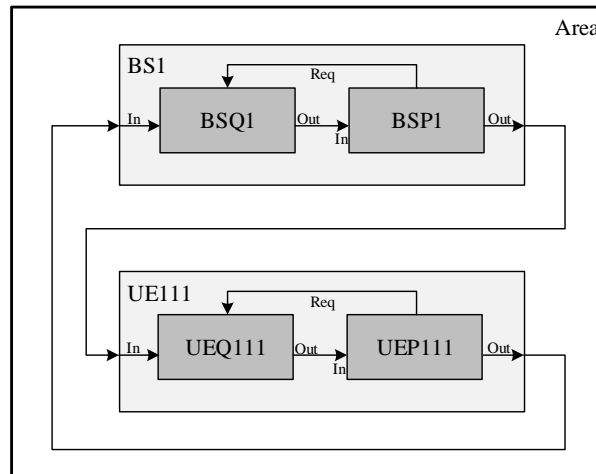 Area
BS1
Req
In
BSQ1
Out
In
BSP1
Out
UE111
Req
In
UEQ111
Out
In
UEP111
Out